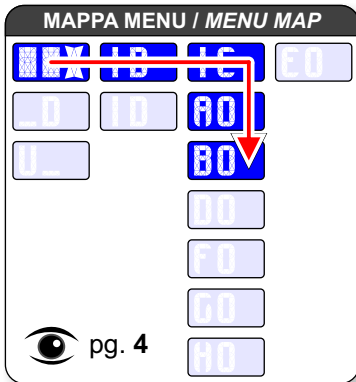 MAPPA MENU / MENU MAP
1B 1C E0
_D 1D A0
U_ B0
D0
F0
G0
pg. 4 H0